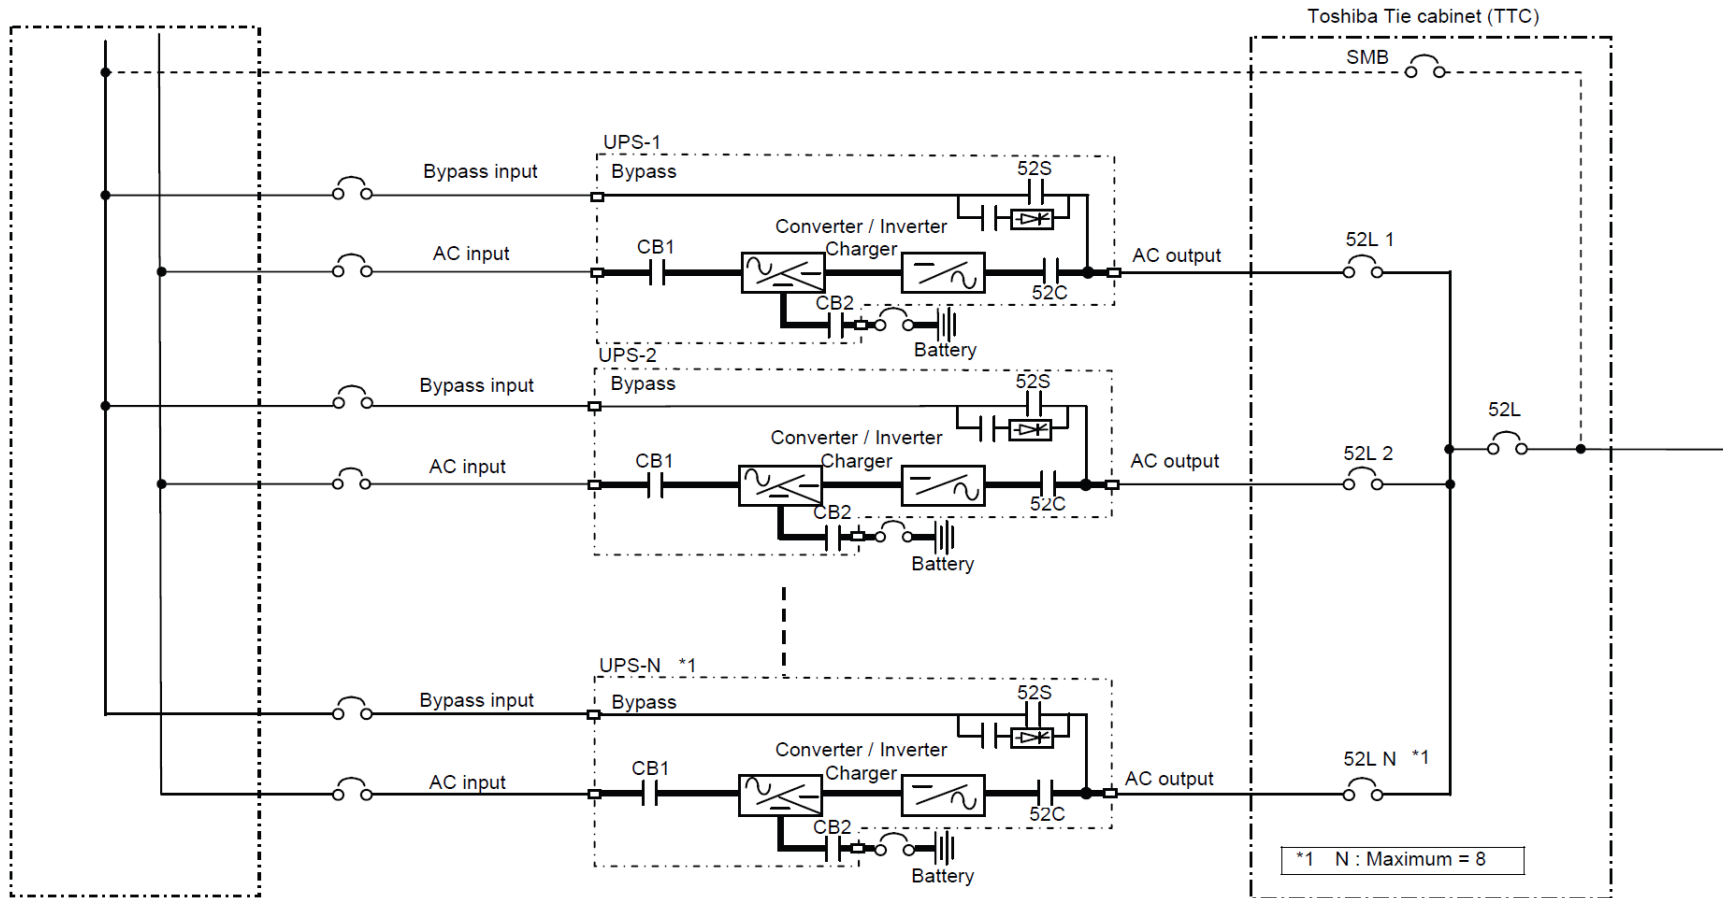 Toshiba Tie cabinet (TTC)
SMB
UPS-1
Bypass input
Bypass
52S
Converter / Inverter
Charger
AC input
CB1
AC output
52L 1
52C
CB2
Battery
UPS-2
Bypass input
Bypass
52S
52L
Converter / Inverter
Charger
AC input
CB1
AC output
52L 2
52C
CB2
Battery
UPS-N *1
Bypass input
Bypass
52S
Converter / Inverter
Charger
AC input
CB1
AC output
52L N *1
52C
CB2
Battery
*1 N : Maximum = 8